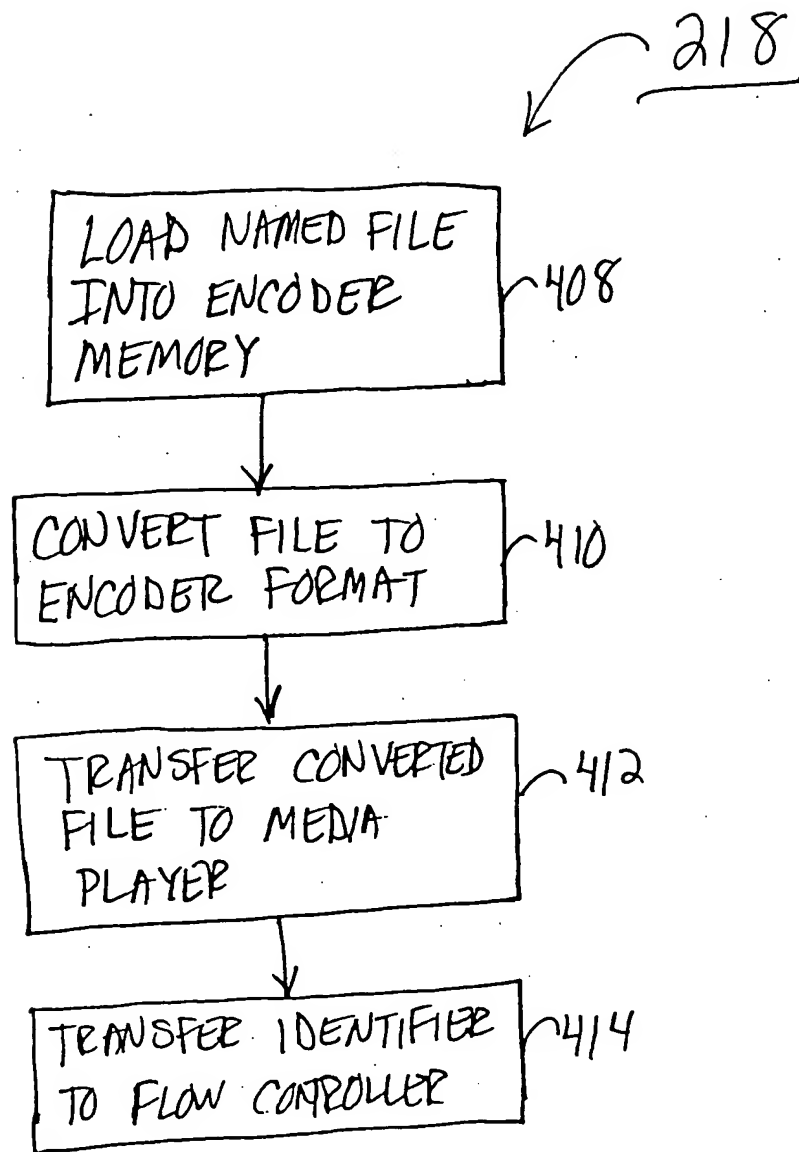 218
LOAD NAMED FILE
INTO ENCODER
MEMORY
408
CONVERT FILE TO
ENCODER FORMAT
410
TRANSFER CONVERTED
FILE TO MEDIA
PLAYER
412
TRANSFER IDENTIFIER
TO FLOW CONTROLLER
414